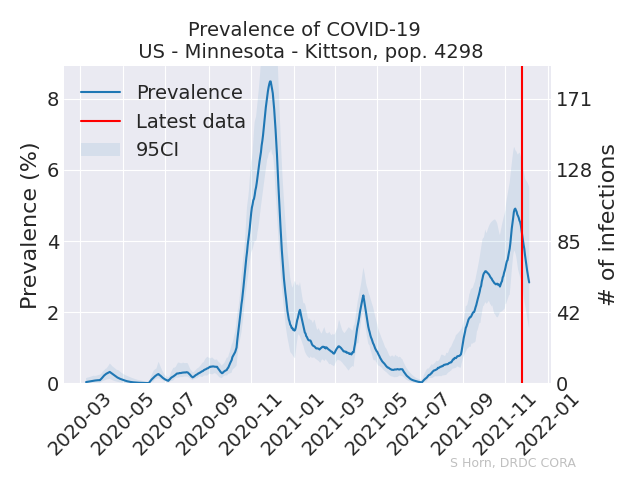 Prevalence of COVID-19
US - Minnesota - Kittson, pop. 4298
Prevalence
Latest data
95CI
Prevalence (%)
8
6
4
2
0
171
128
85
42
0
# of infections
2020-03
2020-05
2020-07
2020-09
2020-11
2021-01
2021-03
2021-05
2021-07
2021-09
2021-11
2022-01
S Horn, DRDC CORA